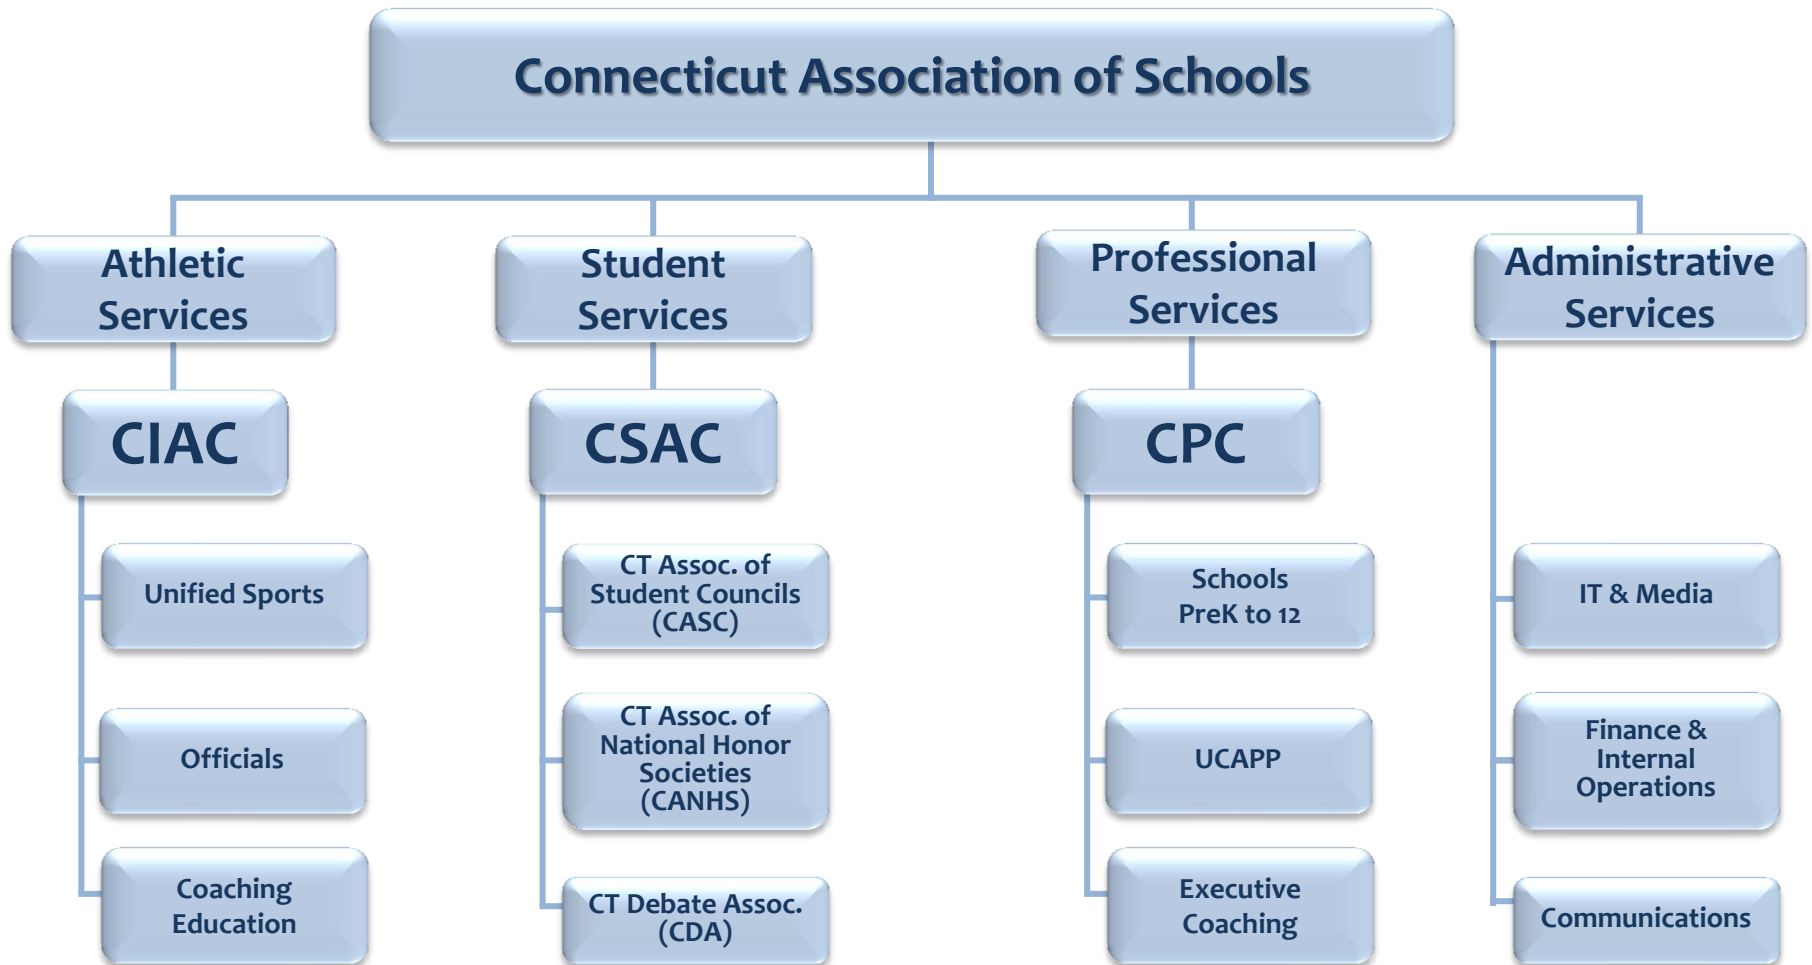 Connecticut Association of Schools
Athletic
Services
Student
Services
Professional
Services
Administrative
Services
CIAC
CSAC
CPC
Unified Sports
CT Assoc. of
Student Councils
(CASC)
Schools
PreK to 12
IT & Media
Officials
CT Assoc. of
National Honor
Societies
(CANHS)
UCAPP
Finance &
Internal
Operations
Coaching
Education
CT Debate Assoc.
(CDA)
Executive
Coaching
Communications